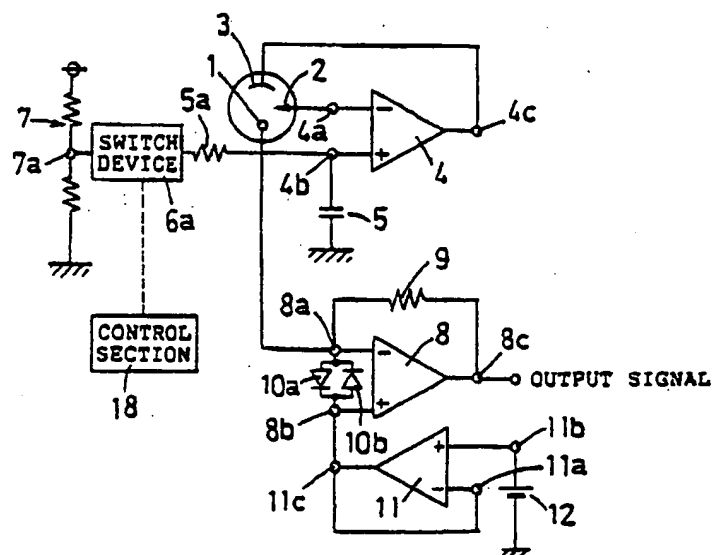 3
1
2
5a
7
4a
4c
7a
SWITCH
DEVICE
4b
4
6a
5
9
8a
8
8c
CONTROL
SECTION
10a
OUTPUT SIGNAL
18
8b
10b
11b
11a
11c
11
12